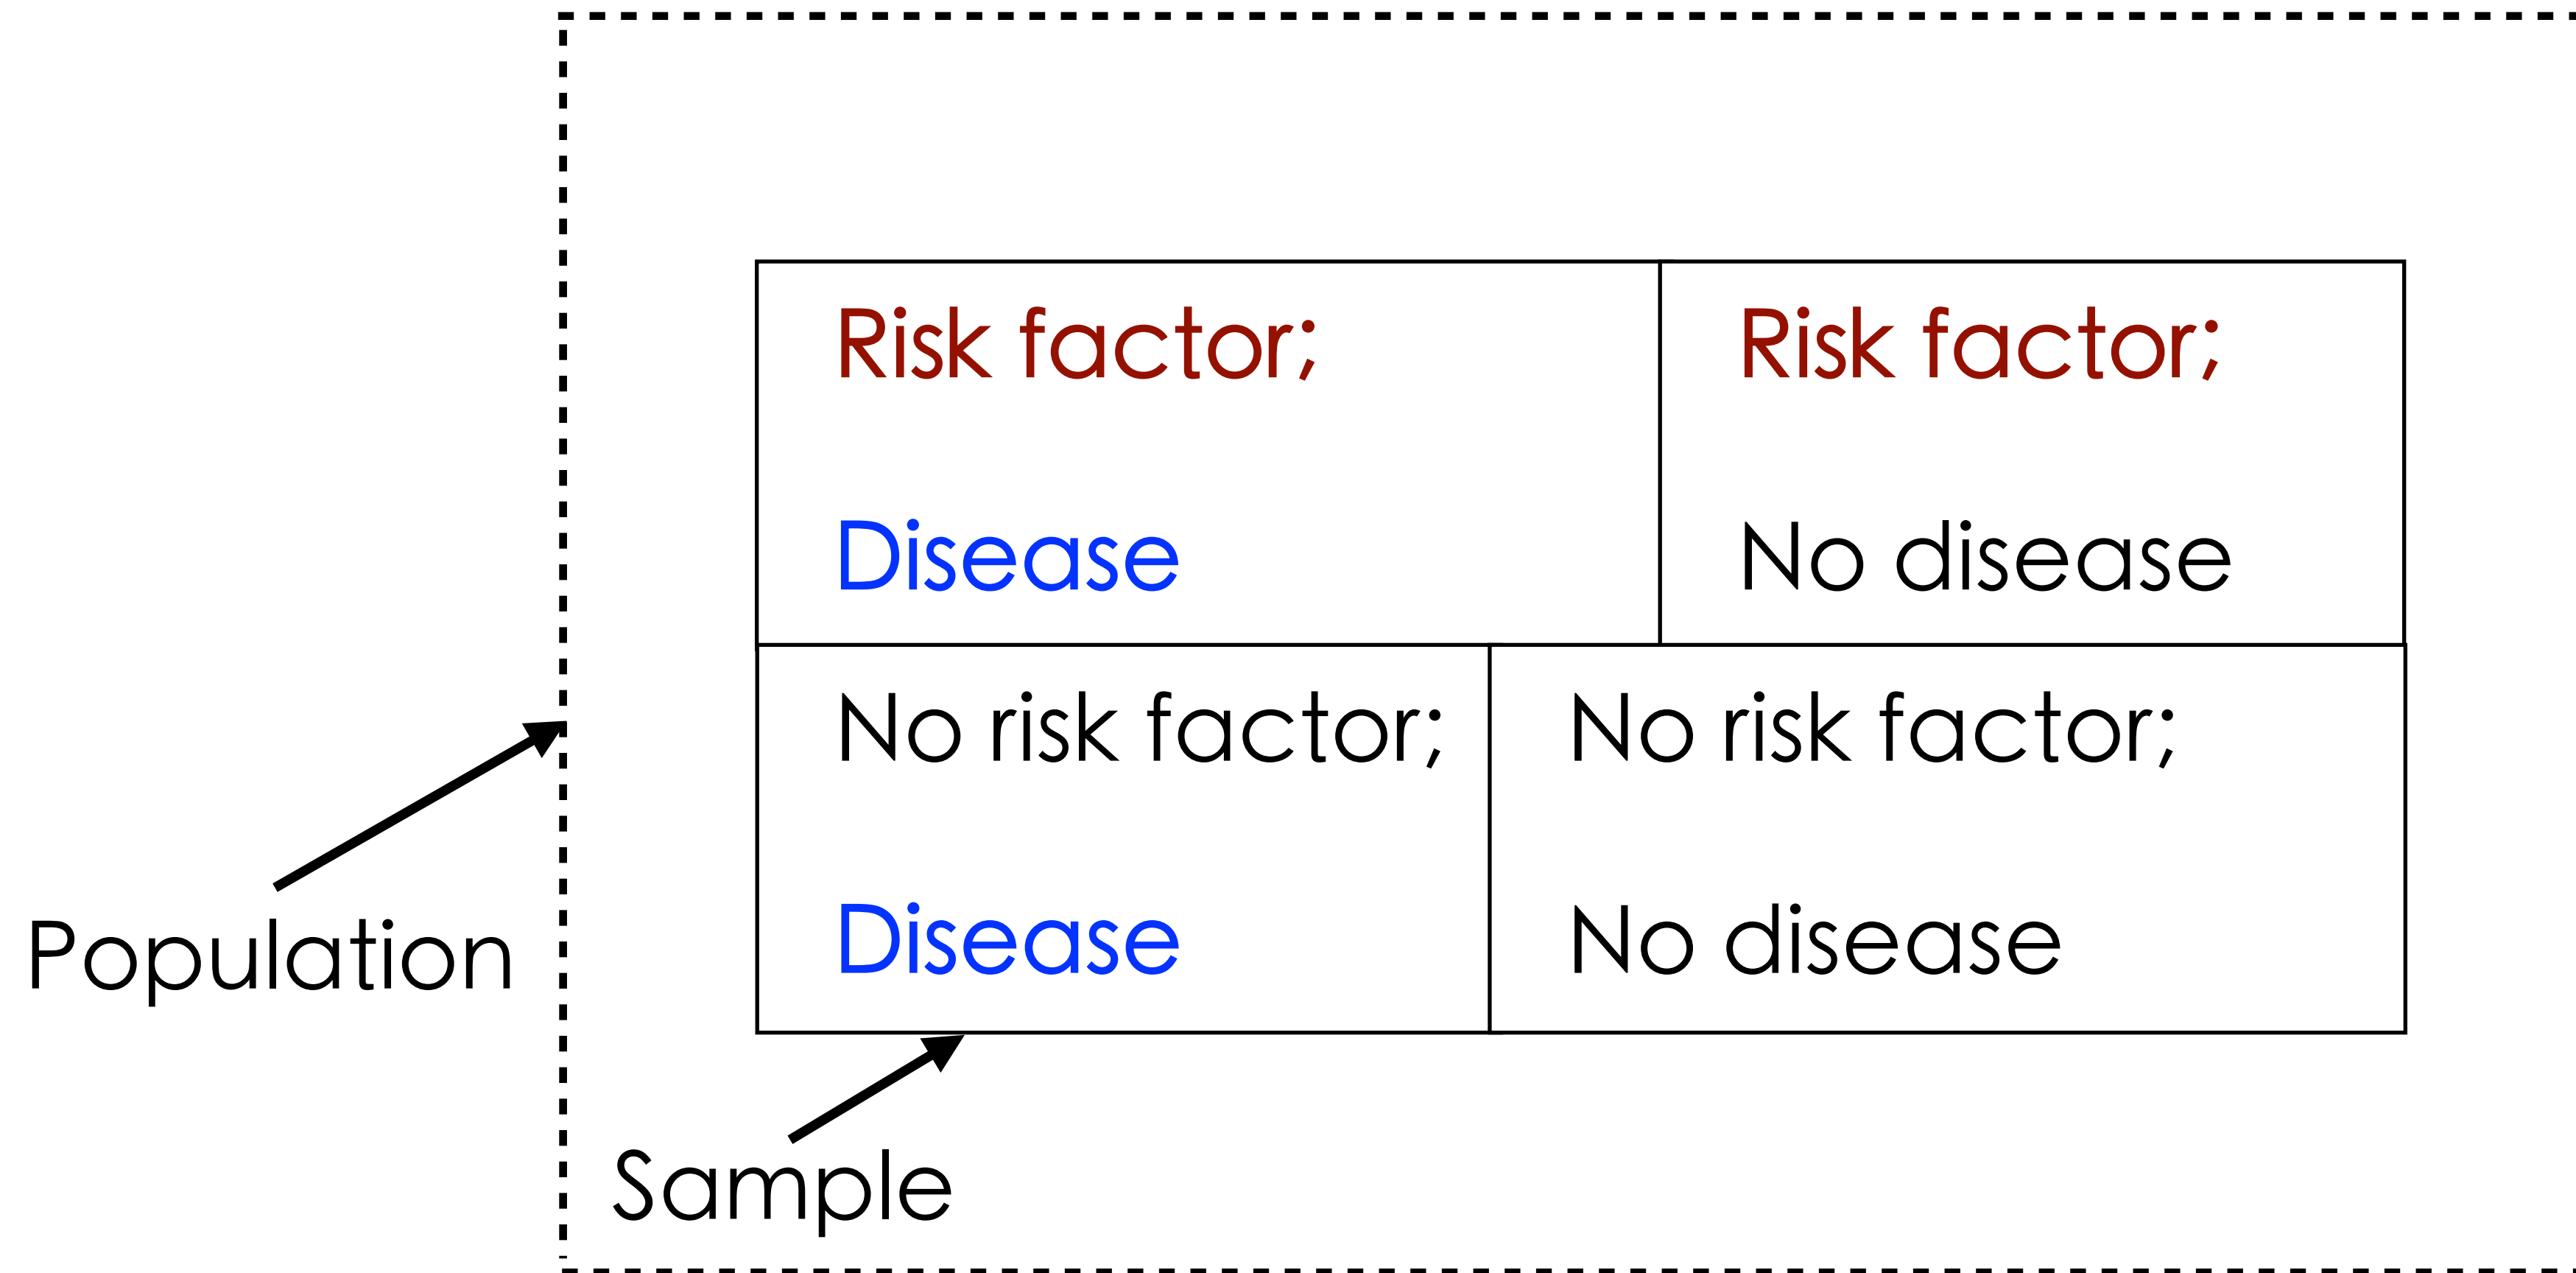 Risk factor;
Disease
Risk factor;
No disease
No risk factor;
Disease
No risk factor;
No disease
Population
Sample